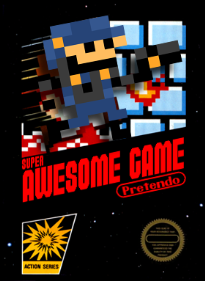 SUPER
AWESOME GAME
Pretendo
ACTION SERIES